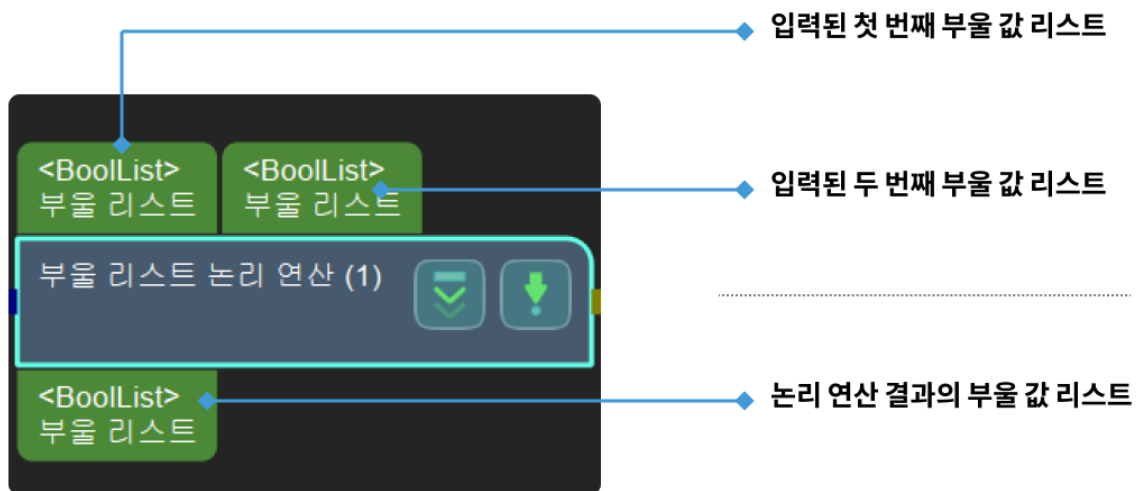 입력된 첫 번째 부울 값 리스트
<BoolList>
부울 리스트
<BoolList>
부울 리스트
입력된 두 번째 부울 값 리스트
부울 리스트 논리 연산 (1)
<BoolList>
부울 리스트
논리 연산 결과의 부울 값 리스트